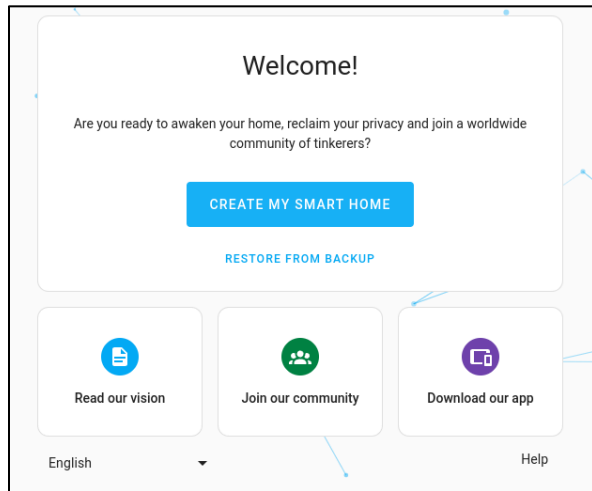 Welcome!
Are you ready to awaken your home, reclaim your privacy and join a worldwide
community of tinkerers?
CREATE MY SMART HOME
RESTORE FROM BACKUP
Read our vision
Join our community
Download our app
English
Help